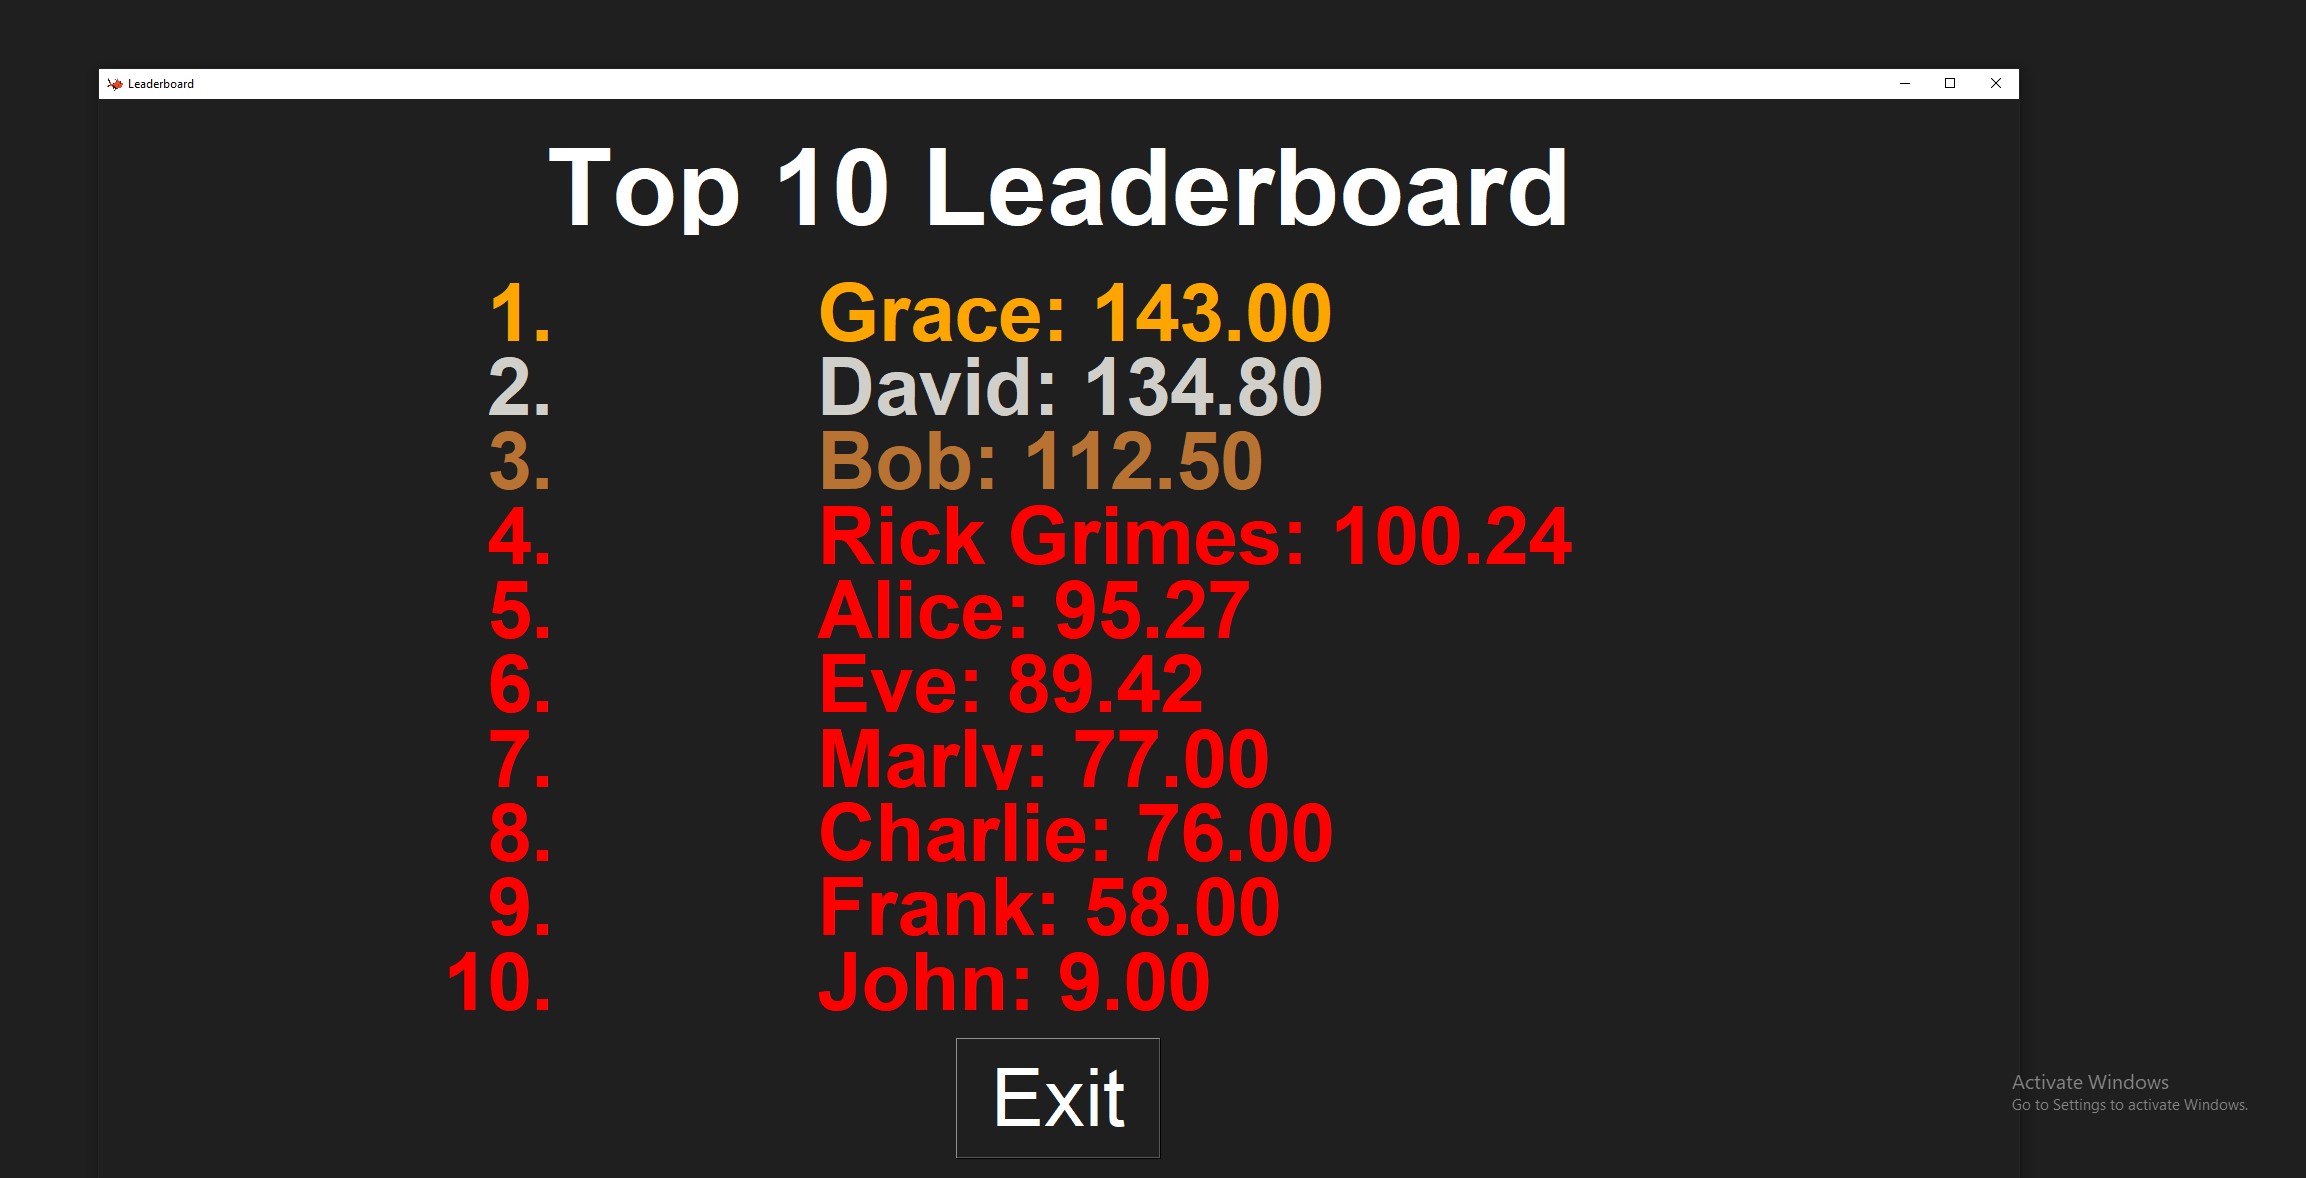 Leaderboard
Top 10 Leaderboard
1. Grace: 143.00
2. David: 134.80
3. Bob: 112.50
4. Rick Grimes: 100.24
5. Alice: 95.27
6. Eve: 89.42
7. Marly: 77.00
8. Charlie: 76.00
9. Frank: 58.00
10. John: 9.00
Exit
Activate Windows
Go to Settings to activate Windows.